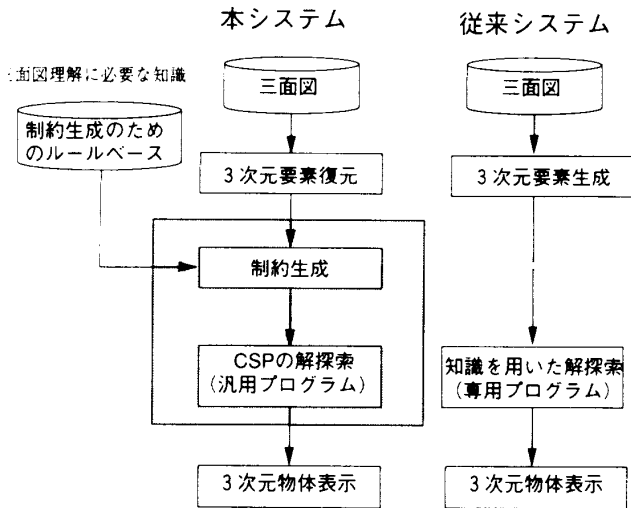 本システム
従来システム
三面図理解に必要な知識
制約生成のため
のルールベース
三面図
3次元要素復元
制約生成
CSPの解探索
(汎用プログラム)
3次元物体表示
三面図
3次元要素生成
知識を用いた解探索
(専用プログラム)
3次元物体表示